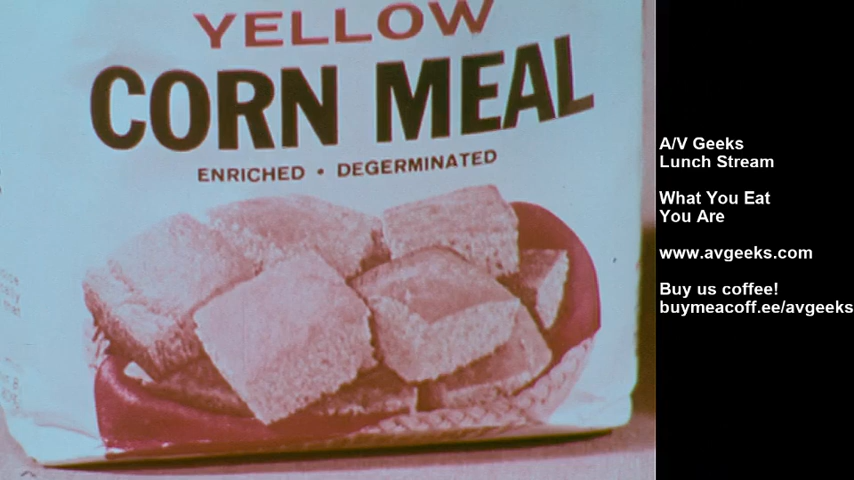 YELLOW
CORN MEAL
ENRICHED • DEGERMINATED
A/V Geeks
Lunch Stream
What You Eat
You Are
www.avgeeks.com
Buy us coffee!
buymeacoff.ee/avgeeks